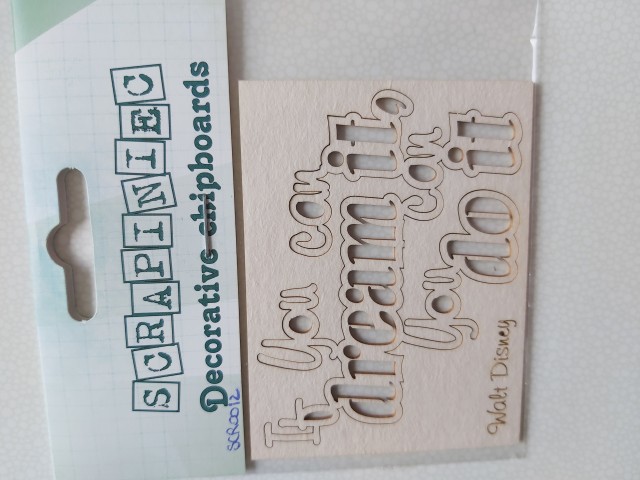 SCRAPINIEC
Decorative chipboards
SCR0012
If you can
dream it,
you can
do it
Walt Disney